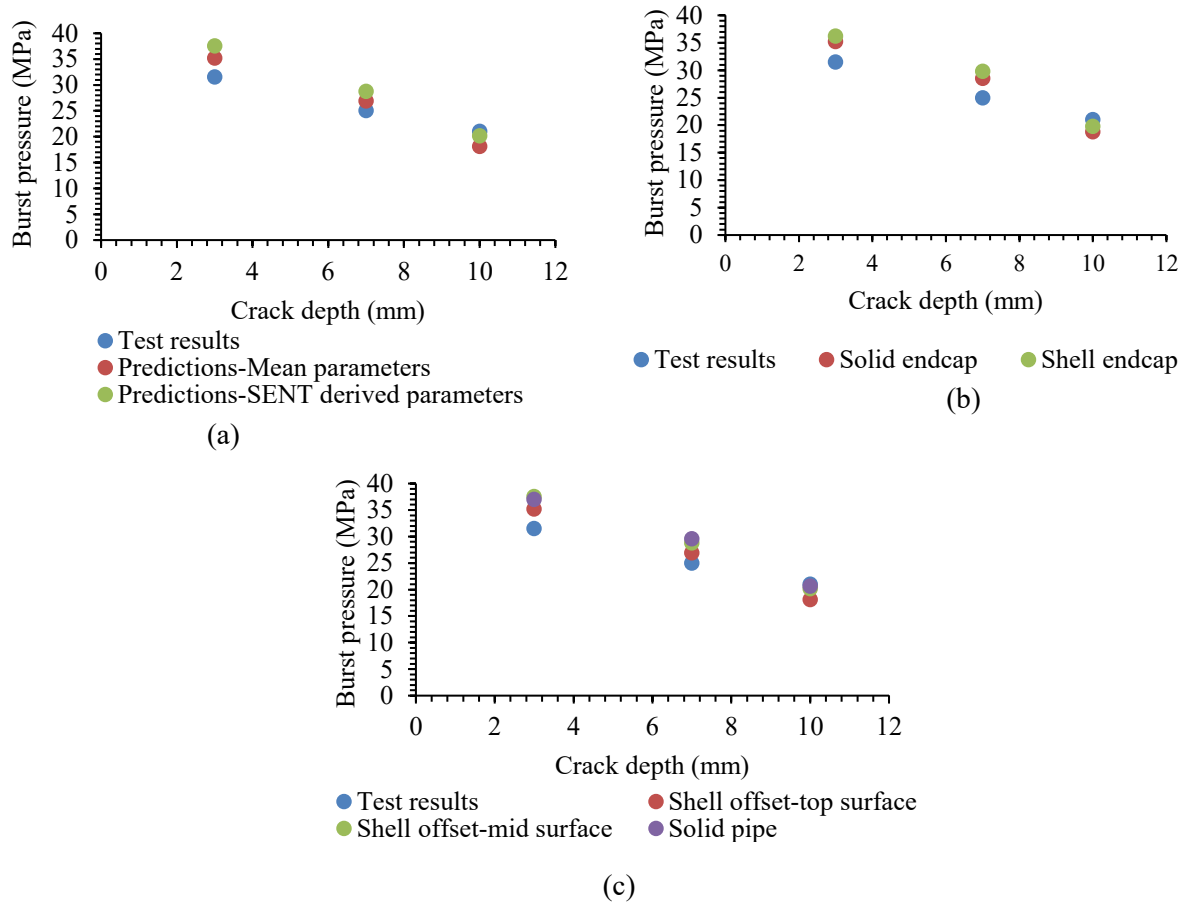 40
35
30
25
20
15
10
5
0
Burst pressure (MPa)
0 2 4 6 8 10 12
Crack depth (mm)
Test results
Predictions-Mean parameters
Predictions-SENT derived parameters
(a)
40
35
30
25
20
15
10
5
0
Burst pressure (MPa)
0 2 4 6 8 10 12
Crack depth (mm)
Test results Solid endcap Shell endcap
(b)
40
35
30
25
20
15
10
5
0
Burst pressure (MPa)
0 2 4 6 8 10 12
Crack depth (mm)
Test results Shell offset-top surface
Shell offset-mid surface Solid pipe
(c)